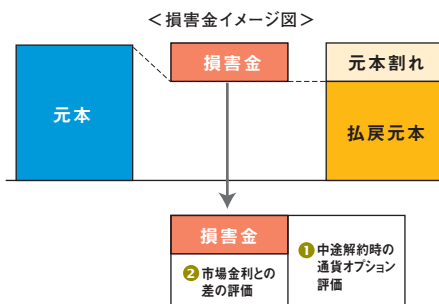 ＜損害金イメージ図＞
元本
損害金
元本割れ
払戻元本
損害金
❶中途解約時の
通貨オプション
評価
❷市場金利との
差の評価